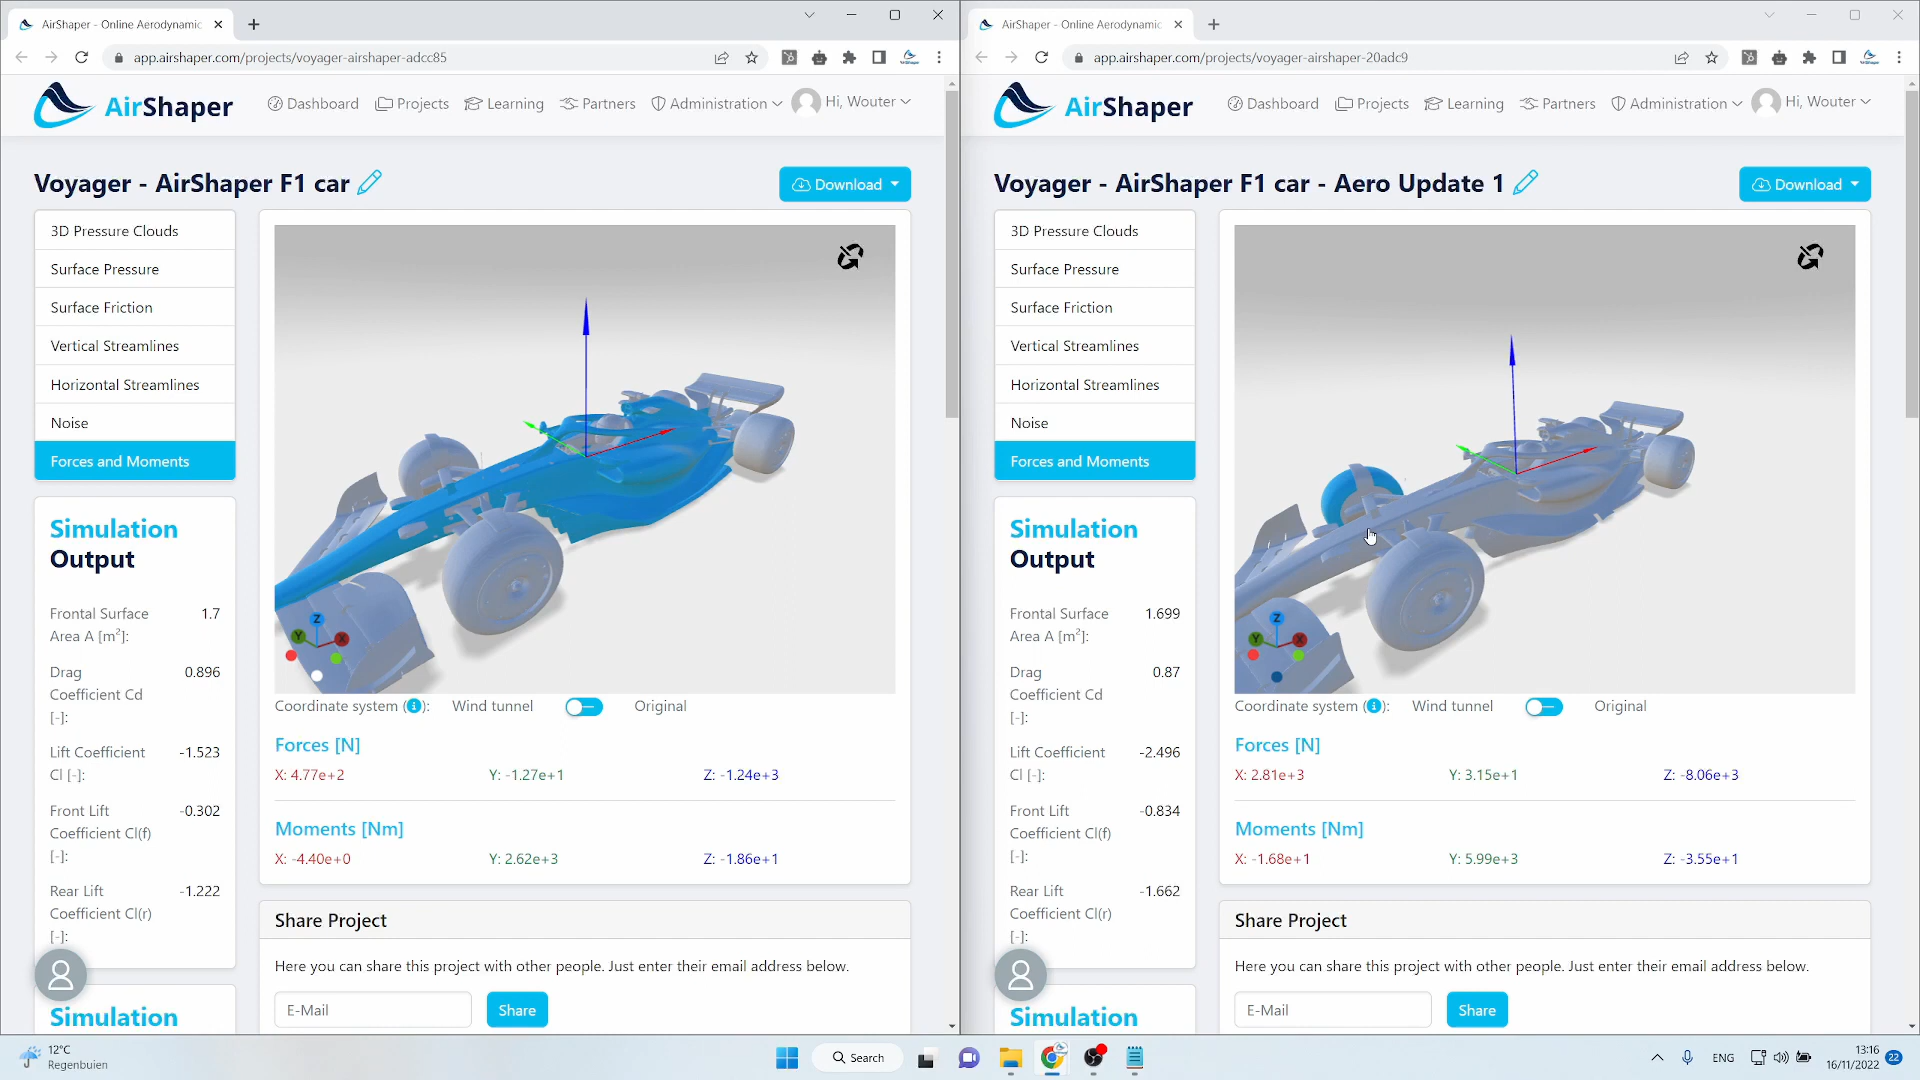 AirShaper - Online Aerodynamic
app.airshaper.com/projects/voyager-airshaper-adcc85
AirShaper
Dashboard
Projects
Learning
Partners
Administration
Hi, Wouter
Voyager - AirShaper F1 car
Download
3D Pressure Clouds
Surface Pressure
Surface Friction
Vertical Streamlines
Horizontal Streamlines
Noise
Forces and Moments
Z
Y
X
Simulation
Output
Frontal Surface 1.7
Area A [m²]:
Drag 0.896
Coefficient Cd
[-]:
Lift Coefficient -1.523
Cl [-]:
Front Lift -0.302
Coefficient Cl(f)
[-]:
Rear Lift -1.222
Coefficient Cl(r)
[-]:
Simulation
Coordinate system (i): Wind tunnel Original
Forces [N]
X: 4.77e+2 Y: -1.27e+1 Z: -1.24e+3
Moments [Nm]
X: -4.40e+0 Y: 2.62e+3 Z: -1.86e+1
Share Project
Here you can share this project with other people. Just enter their email address below.
E-Mail
Share
AirShaper - Online Aerodynamic
app.airshaper.com/projects/voyager-airshaper-20adc9
AirShaper
Dashboard
Projects
Learning
Partners
Administration
Hi, Wouter
Voyager - AirShaper F1 car - Aero Update 1
Download
3D Pressure Clouds
Surface Pressure
Surface Friction
Vertical Streamlines
Horizontal Streamlines
Noise
Forces and Moments
Z
Y
X
Simulation
Output
Frontal Surface 1.699
Area A [m²]:
Drag 0.87
Coefficient Cd
[-]:
Lift Coefficient -2.496
Cl [-]:
Front Lift -0.834
Coefficient Cl(f)
[-]:
Rear Lift -1.662
Coefficient Cl(r)
[-]:
Simulation
Coordinate system (i): Wind tunnel Original
Forces [N]
X: 2.81e+3 Y: 3.15e+1 Z: -8.06e+3
Moments [Nm]
X: -1.68e+1 Y: 5.99e+3 Z: -3.55e+1
Share Project
Here you can share this project with other people. Just enter their email address below.
E-Mail
Share
12°C
Regenbuien
Search
ENG
13:16
16/11/2022
22